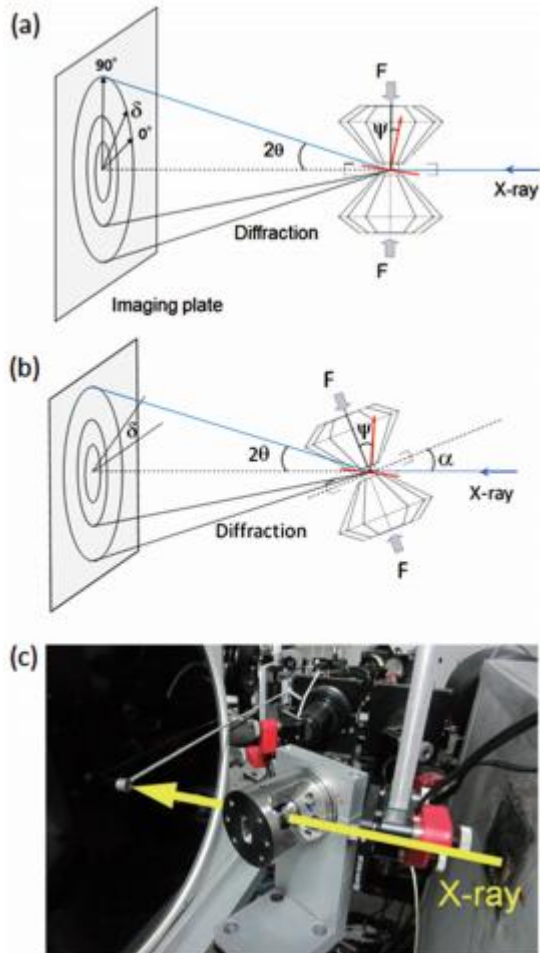 (a)
F
90°
δ
0°
ψ
2θ
X-ray
Diffraction
F
Imaging plate
(b)
F
ψ
δ
2θ
α
X-ray
Diffraction
F
(c)
X-ray